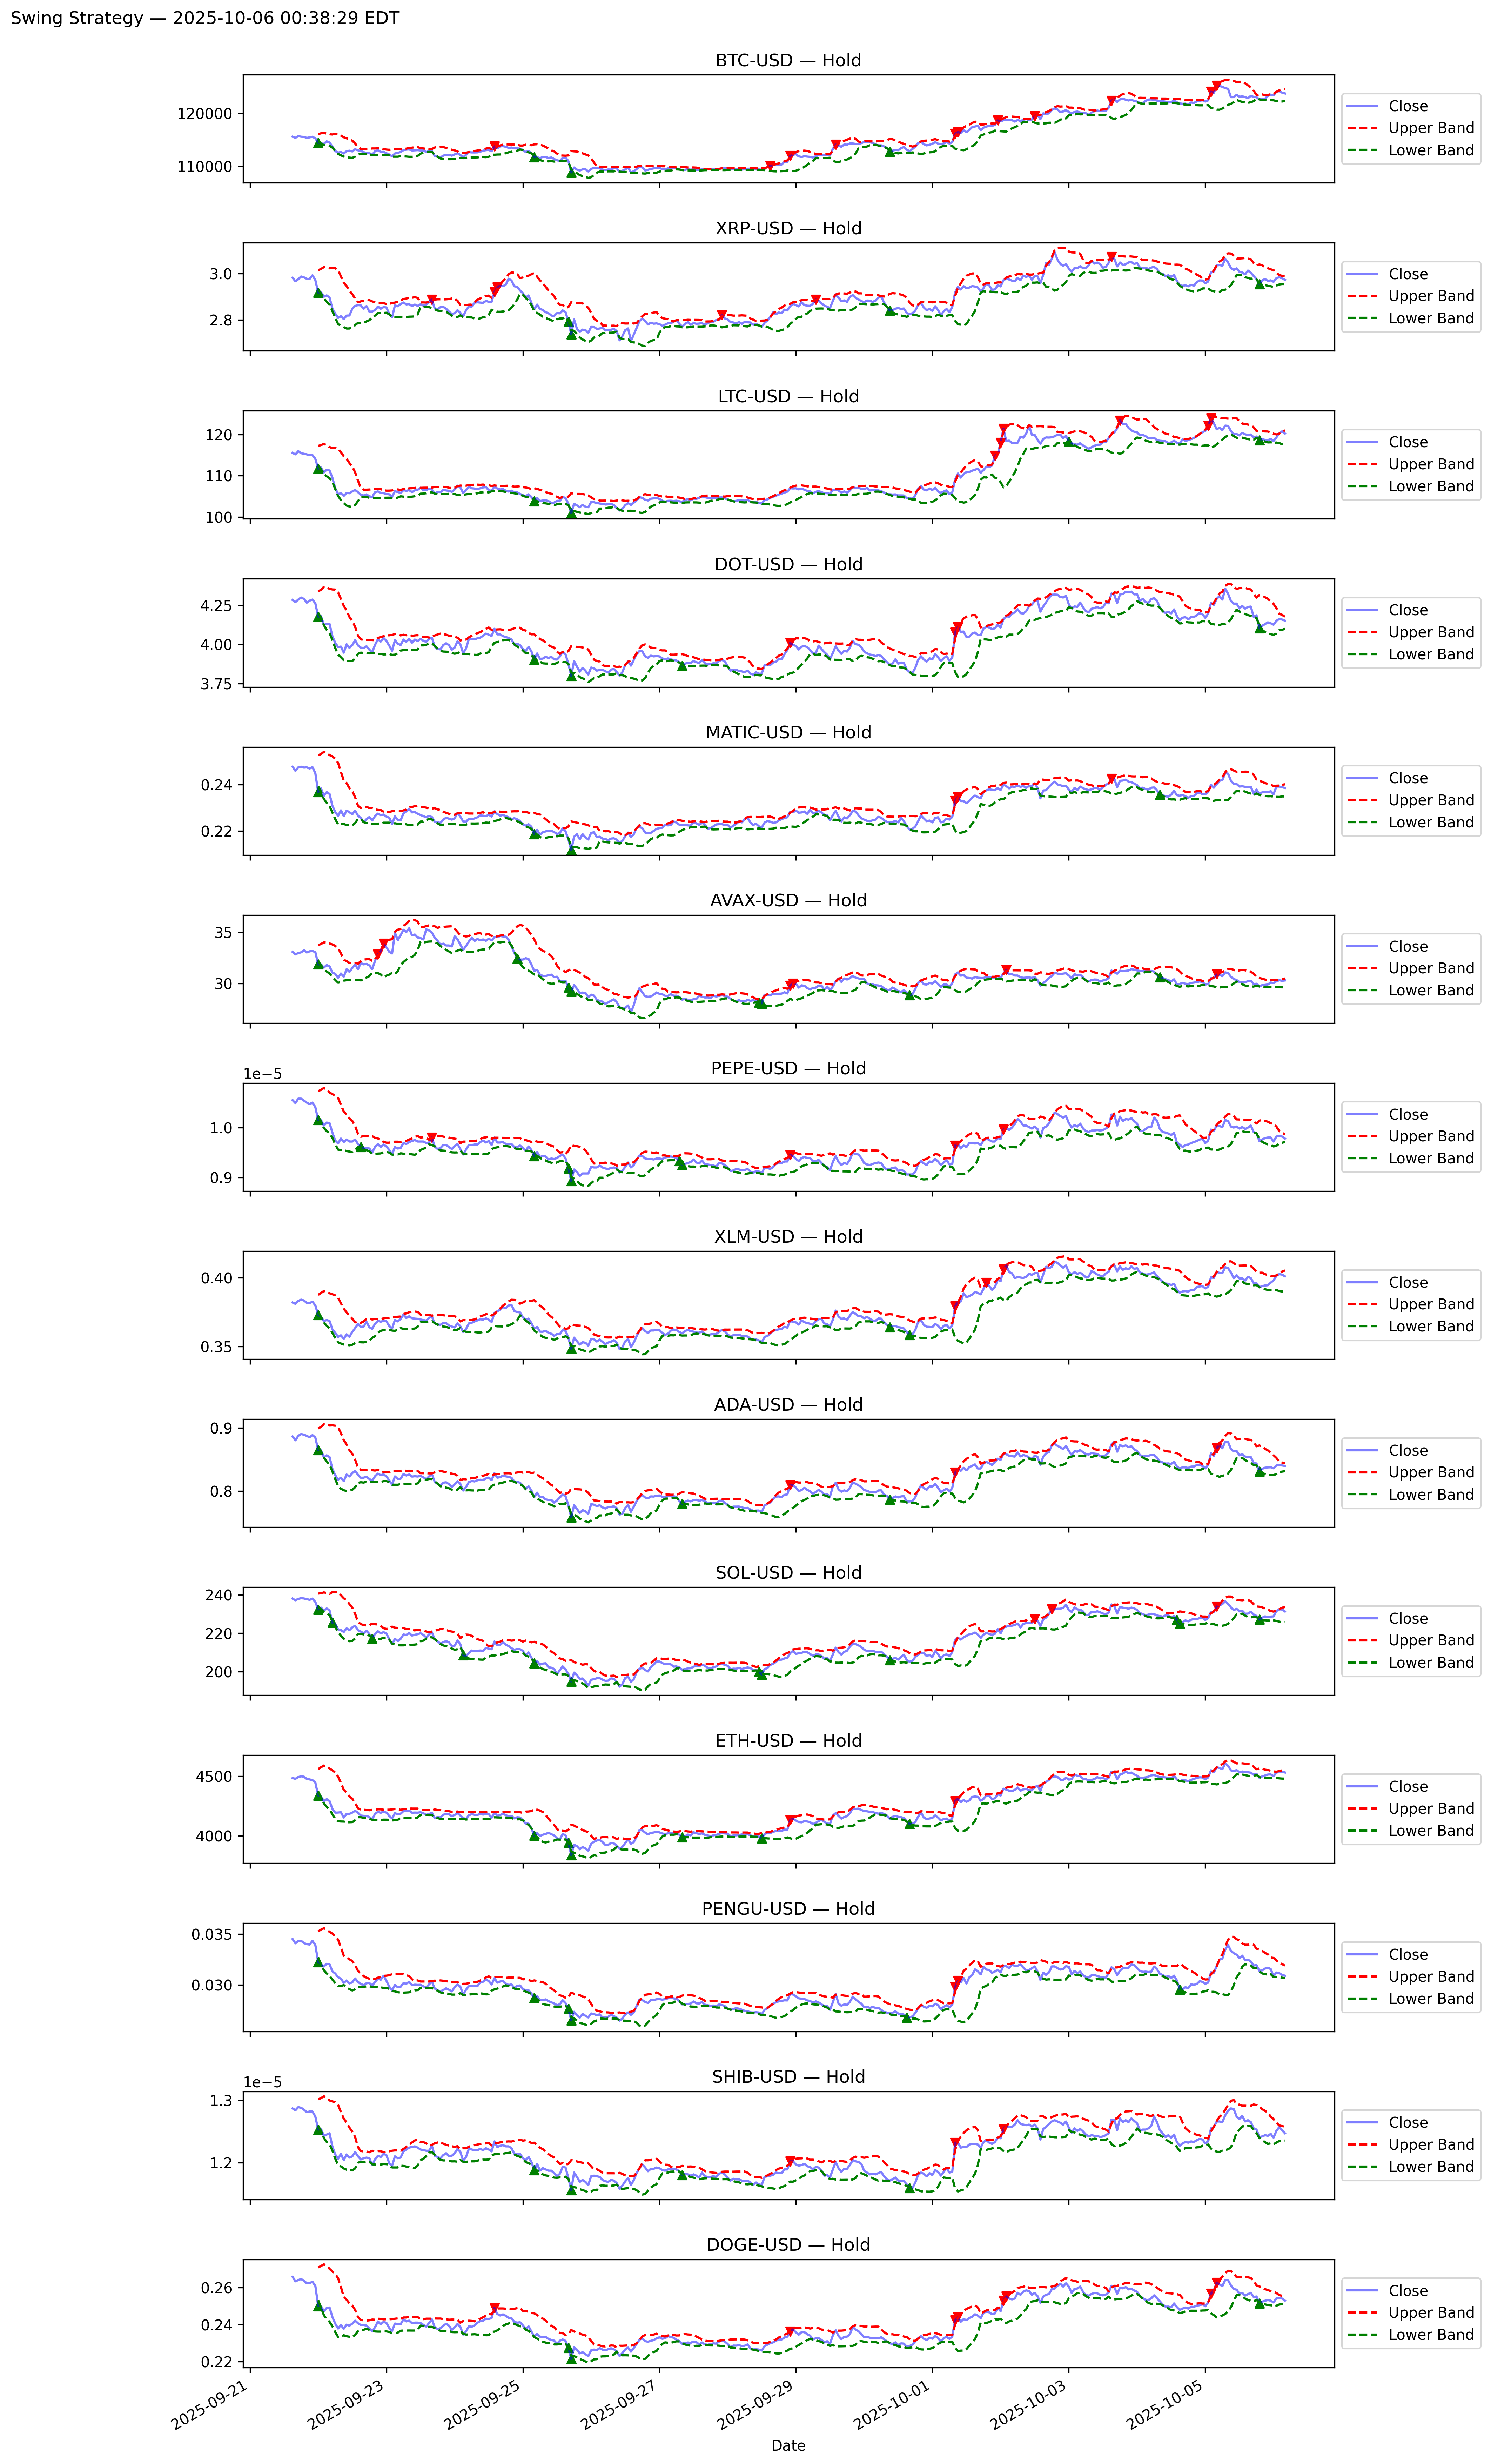 Swing Strategy — 2025-10-06 00:38:29 EDT
BTC-USD — Hold
120000
110000
Close
Upper Band
Lower Band
XRP-USD — Hold
3.0
2.8
Close
Upper Band
Lower Band
LTC-USD — Hold
120
110
100
Close
Upper Band
Lower Band
DOT-USD — Hold
4.25
4.00
3.75
Close
Upper Band
Lower Band
MATIC-USD — Hold
0.24
0.22
Close
Upper Band
Lower Band
AVAX-USD — Hold
35
30
Close
Upper Band
Lower Band
PEPE-USD — Hold
1e−5
1.0
0.9
Close
Upper Band
Lower Band
XLM-USD — Hold
0.40
0.35
Close
Upper Band
Lower Band
ADA-USD — Hold
0.9
0.8
Close
Upper Band
Lower Band
SOL-USD — Hold
240
220
200
Close
Upper Band
Lower Band
ETH-USD — Hold
4500
4000
Close
Upper Band
Lower Band
PENGU-USD — Hold
0.035
0.030
Close
Upper Band
Lower Band
SHIB-USD — Hold
1e−5
1.3
1.2
Close
Upper Band
Lower Band
DOGE-USD — Hold
0.26
0.24
0.22
Close
Upper Band
Lower Band
2025-09-21
2025-09-23
2025-09-25
2025-09-27
2025-09-29
2025-10-01
2025-10-03
2025-10-05
Date